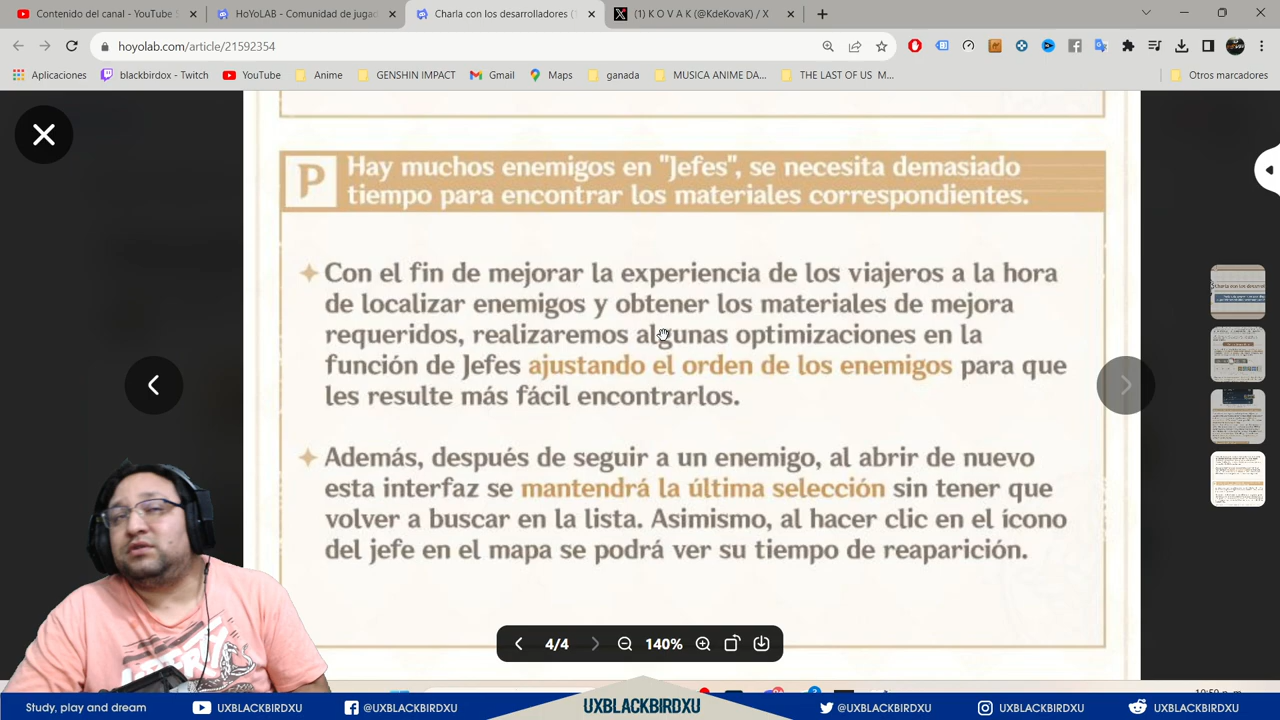 Contenido del canal - YouTube S
HoYoLAB - Comunidad de jugad
Charla con los desarrolladores (1
(1) K O V A K (@KdeKovaK) / X
hoyolab.com/article/21592354
Aplicaciones
blackbirdox - Twitch
YouTube
Anime
GENSHIN IMPACT
Gmail
Maps
ganada
MUSICA ANIME DA...
THE LAST OF US M...
Otros marcadores
P
Hay muchos enemigos en "Jefes", se necesita demasiado
tiempo para encontrar los materiales correspondientes.
Con el fin de mejorar la experiencia de los viajeros a la hora
de localizar enemigos y obtener los materiales de mejora
requeridos, realizaremos algunas optimizaciones en la
función de Jefes ajustando el orden de los enemigos para que
les resulte más fácil encontrarlos.
Además, después de seguir a un enemigo, al abrir de nuevo
esta interfaz se tendrá la última selección sin tener que
volver a buscar en la lista. Asimismo, al hacer clic en el ícono
del jefe en el mapa se podrá ver su tiempo de reaparición.
4/4
140%
Study, play and dream
UXBLACKBIRDXU
@UXBLACKBIRDXU
UXBLACKBIRDXU
@UXBLACKBIRDXU
UXBLACKBIRDXU
UXBLACKBIRDXU